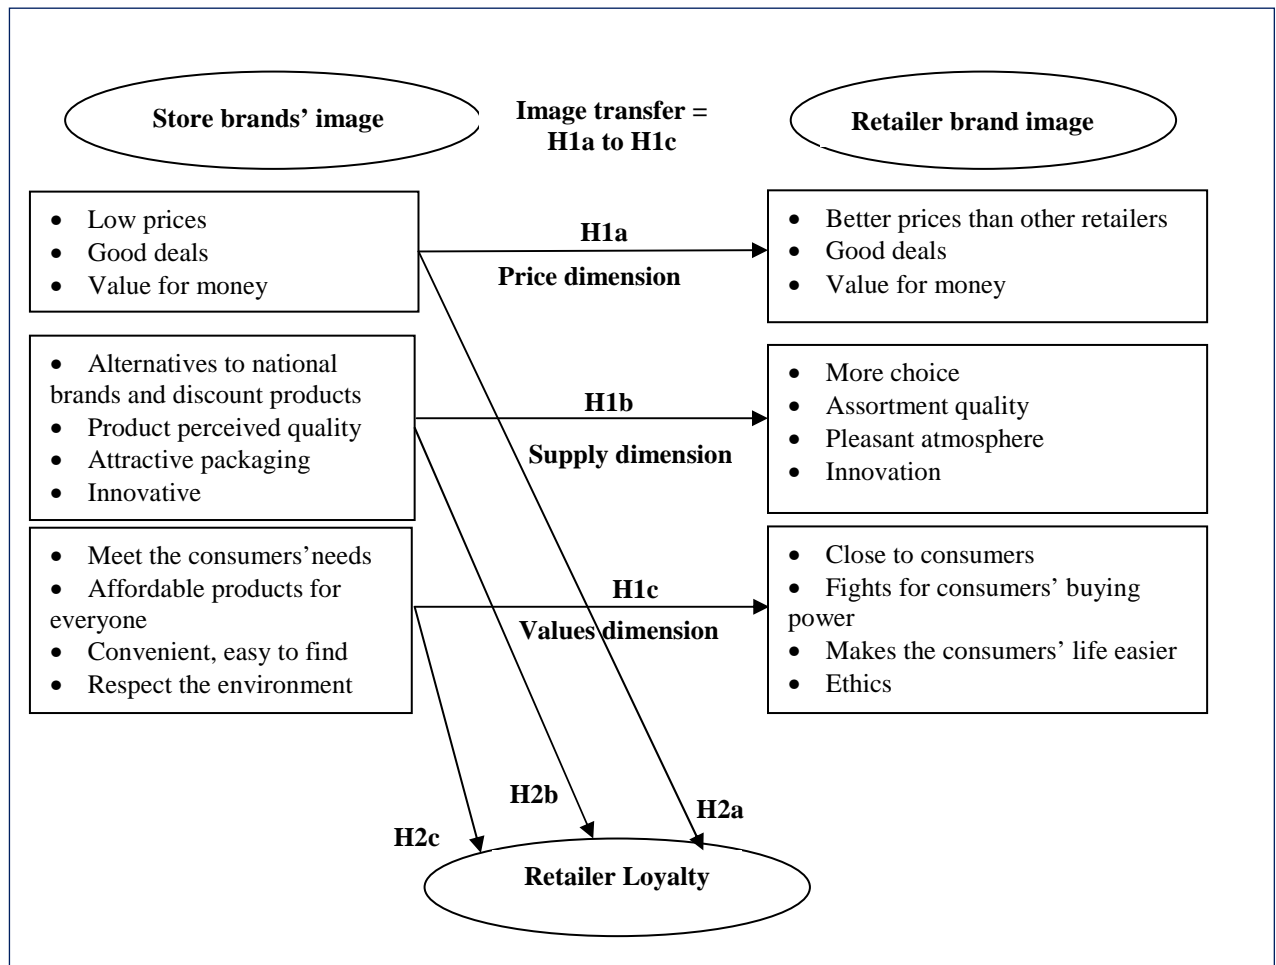 Store brands’ image
Image transfer =
H1a to H1c
Retailer brand image
• Low prices
• Good deals
• Value for money
H1a
Price dimension
• Better prices than other retailers
• Good deals
• Value for money
• Alternatives to national
brands and discount products
• Product perceived quality
• Attractive packaging
• Innovative
H1b
Supply dimension
• More choice
• Assortment quality
• Pleasant atmosphere
• Innovation
• Meet the consumers’needs
• Affordable products for
everyone
• Convenient, easy to find
• Respect the environment
H1c
Values dimension
• Close to consumers
• Fights for consumers’ buying
power
• Makes the consumers’ life easier
• Ethics
H2c
H2b
H2a
Retailer Loyalty